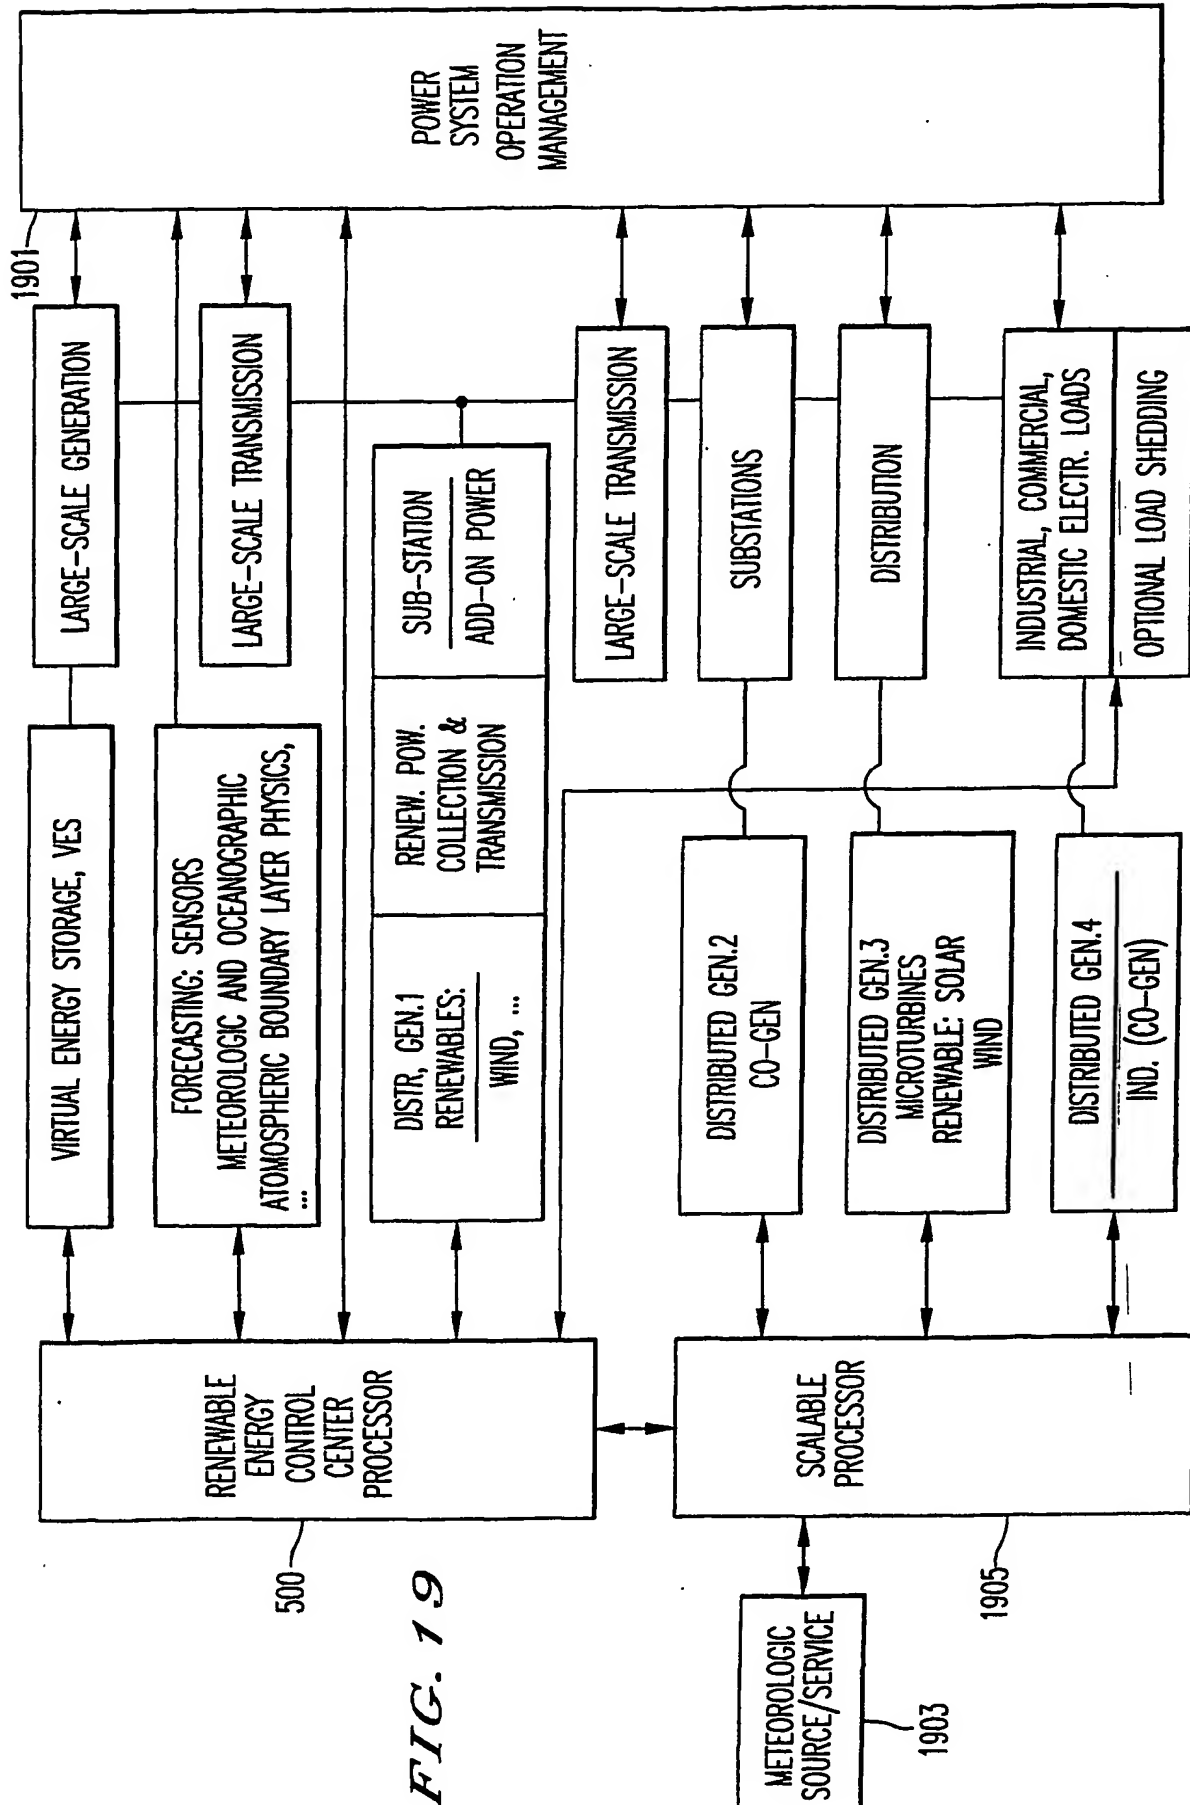 1901
POWER
SYSTEM
OPERATION
MANAGEMENT
LARGE-SCALE GENERATION
LARGE-SCALE TRANSMISSION
SUB-STATION
ADD-ON POWER
LARGE-SCALE TRANSMISSION
SUBSTATIONS
DISTRIBUTION
INDUSTRIAL, COMMERCIAL,
DOMESTIC ELECTR. LOADS
OPTIONAL LOAD SHEDDING
VIRTUAL ENERGY STORAGE, VES
FORECASTING: SENSORS
METEOROLOGIC AND OCEANOGRAPHIC
ATOMOSPHERIC BOUNDARY LAYER PHYSICS,
...
RENEW. POW.
COLLECTION &
TRANSMISSION
DISTR, GEN.1
RENEWABLES:
WIND, ..
DISTRIBUTED GEN.2
CO-GEN
DISTRIBUTED GEN.3
MICROTURBINES
RENEWABLE: SOLAR
WIND
DISTRIBUTED GEN.4
IND. (CO-GEN)
RENEWABLE
ENERGY
CONTROL
CENTER
PROCESSOR
500
SCALABLE
PROCESSOR
1905
METEOROLOGIC
SOURCE/SERVICE
1903
FIG. 19